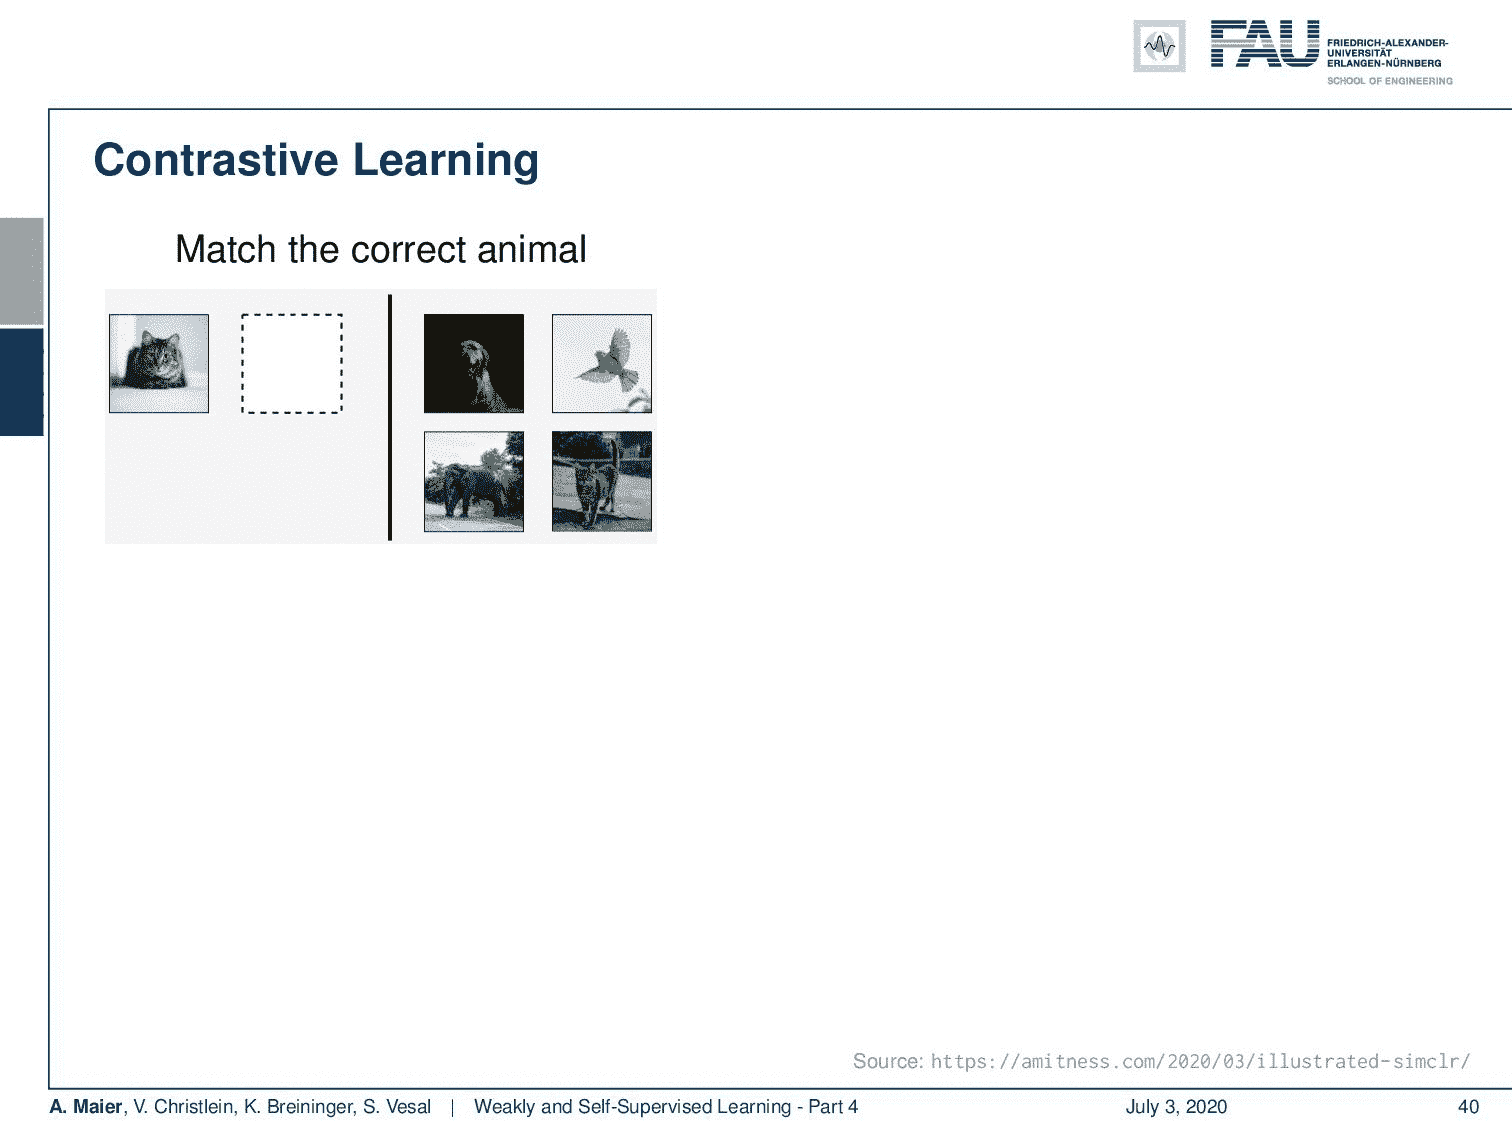 FAU
FRIEDRICH-ALEXANDER-
UNIVERSITÄT
ERLANGEN-NÜRNBERG
SCHOOL OF ENGINEERING
Contrastive Learning
Match the correct animal
Source: https://amitness.com/2020/03/illustrated-simclr/
A. Maier, V. Christlein, K. Breininger, S. Vesal | Weakly and Self-Supervised Learning - Part 4 July 3, 2020 40